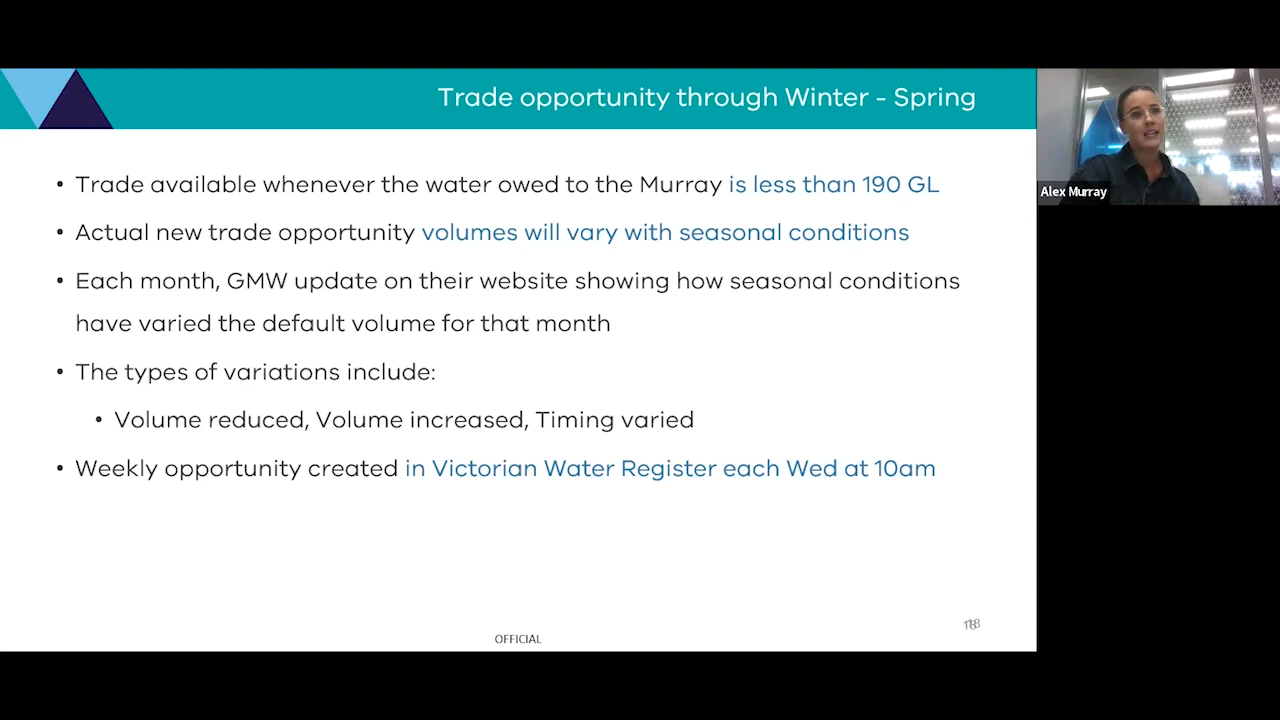 Trade opportunity through Winter - Spring
• Trade available whenever the water owed to the Murray is less than 190 GL
• Actual new trade opportunity volumes will vary with seasonal conditions
• Each month, GMW update on their website showing how seasonal conditions
have varied the default volume for that month
• The types of variations include:
• Volume reduced, Volume increased, Timing varied
• Weekly opportunity created in Victorian Water Register each Wed at 10am
OFFICIAL
18
Alex Murray